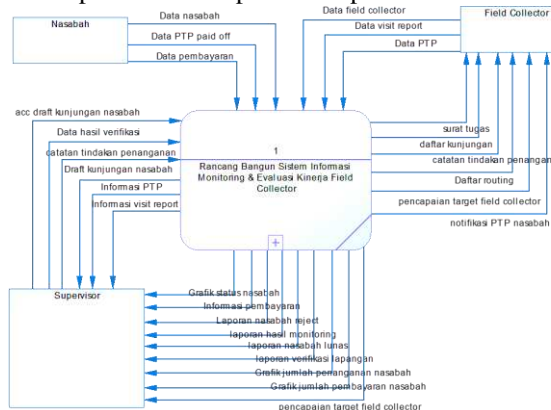 Nasabah
Data nasabah
Data PTP paid off
Data pembayaran
Data field collector
Data visit report
Data PTP
Field Collector
acc draft kunjungan nasabah
Data hasil verifikasi
catatan tindakan penanganan
Draft kunjungan nasabah
Informasi PTP
Informasi visit report
1
Rancang Bangun Sistem Informasi
Monitoring & Evaluasi Kinerja Field
Collector
surat tugas
daftar kunjungan
catatan tindakan penangan
Daftar routing
pencapaian target field collector
notifikasi PTP nasabah
Supervisor
Grafik status nasabah
Informasi pembayaran
Laporan nasabah reject
laporan hasil monitoring
laporan nasabah lunas
laporan verifikasi lapangan
Grafik jumlah penanganan nasabah
Grafik jumlah pembayaran nasabah
pencapaian target field collector